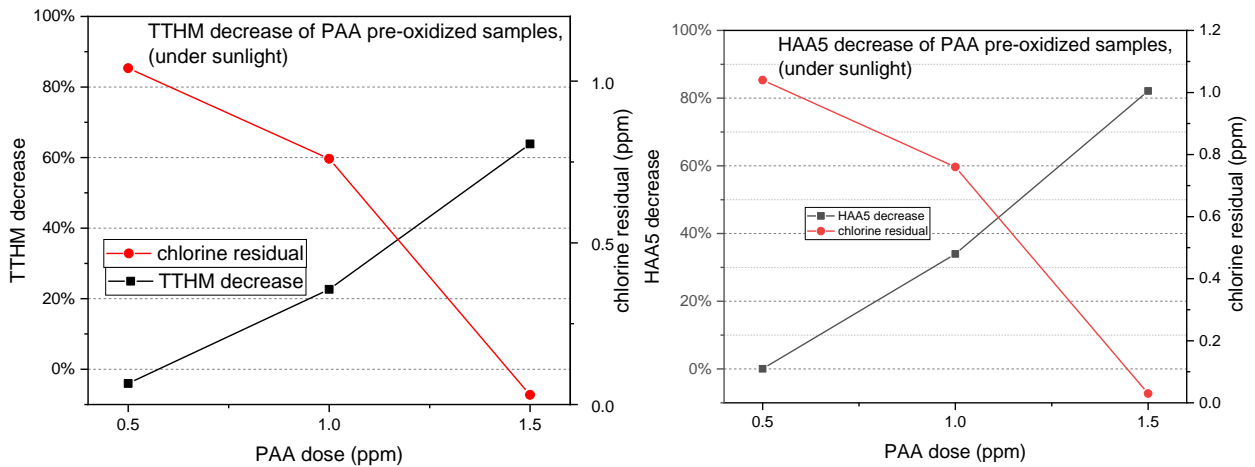 TTHM decrease of PAA pre-oxidized samples,
(under sunlight)
100%
80%
60%
40%
20%
0%
TTHM decrease
chlorine residual
TTHM decrease
1.0
0.5
0.0
chlorine residual (ppm)
0.5
1.0
1.5
PAA dose (ppm)
HAA5 decrease of PAA pre-oxidized samples,
(under sunlight)
100%
80%
60%
40%
20%
0%
HAA5 decrease
HAA5 decrease
chlorine residual
1.2
1.0
0.8
0.6
0.4
0.2
0.0
chlorine residual (ppm)
0.5
1.0
1.5
PAA dose (ppm)